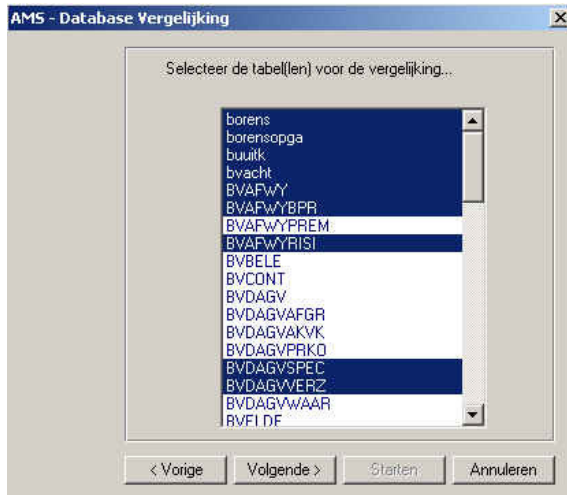 AMS - Database Vergelijking
Selecteer de tabel(len) voor de vergelijking...
borens
borensopga
buuitk
bvacht
BVAFWY
BVAFWYBPR
BVAFWYPREM
BVAFWYRISI
BVBELE
BVCONT
BVDAGV
BVDAGVAFGR
BVDAGVAKVK
BVDAGVPRKO
BVDAGVSPEC
BVDAGVVERZ
BVDAGVWAAR
BVELDE
< Vorige Volgende > Starten Annuleren